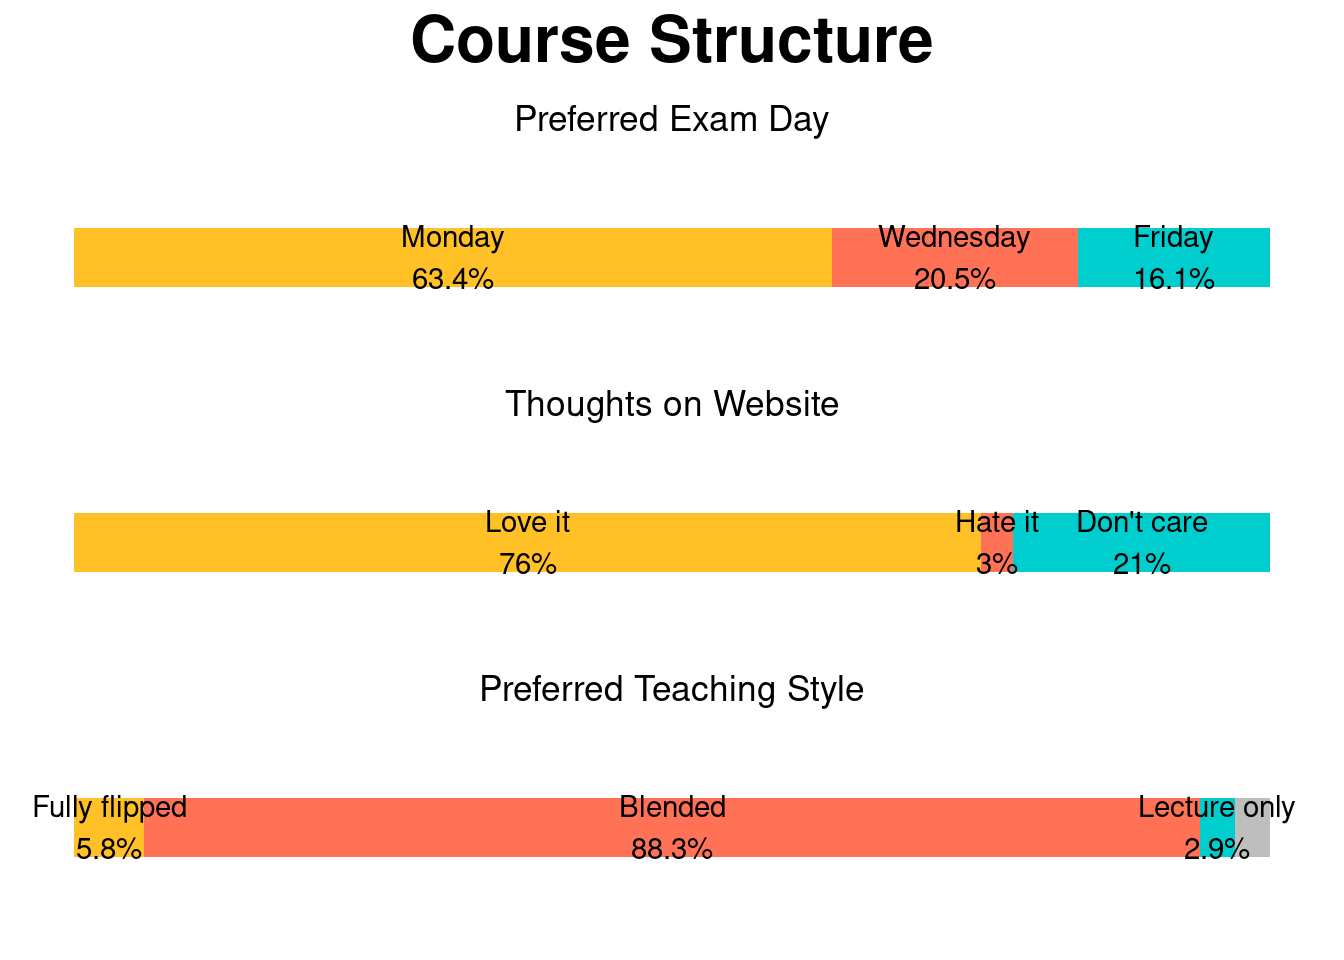 Course Structure
Preferred Exam Day
Monday Wednesday Friday
63.4% 20.5% 16.1%
Thoughts on Website
Love it Hate it Don't care
76% 3% 21%
Preferred Teaching Style
Fully flipped Blended Lecture only
5.8% 88.3% 2.9%